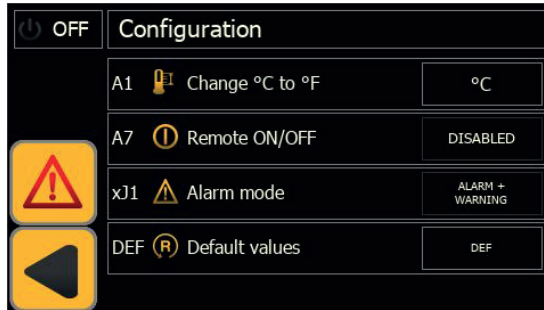 OFF Configuration
A1 Change °C to °F °C
A7 Remote ON/OFF DISABLED
xJ1 Alarm mode ALARM +
WARNING
DEF R Default values DEF